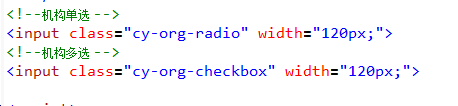 <!--机构单选 -->
<input class="cy-org-radio" width="120px;">
<!--机构多选 -->
<input class="cy-org-checkbox" width="120px;">